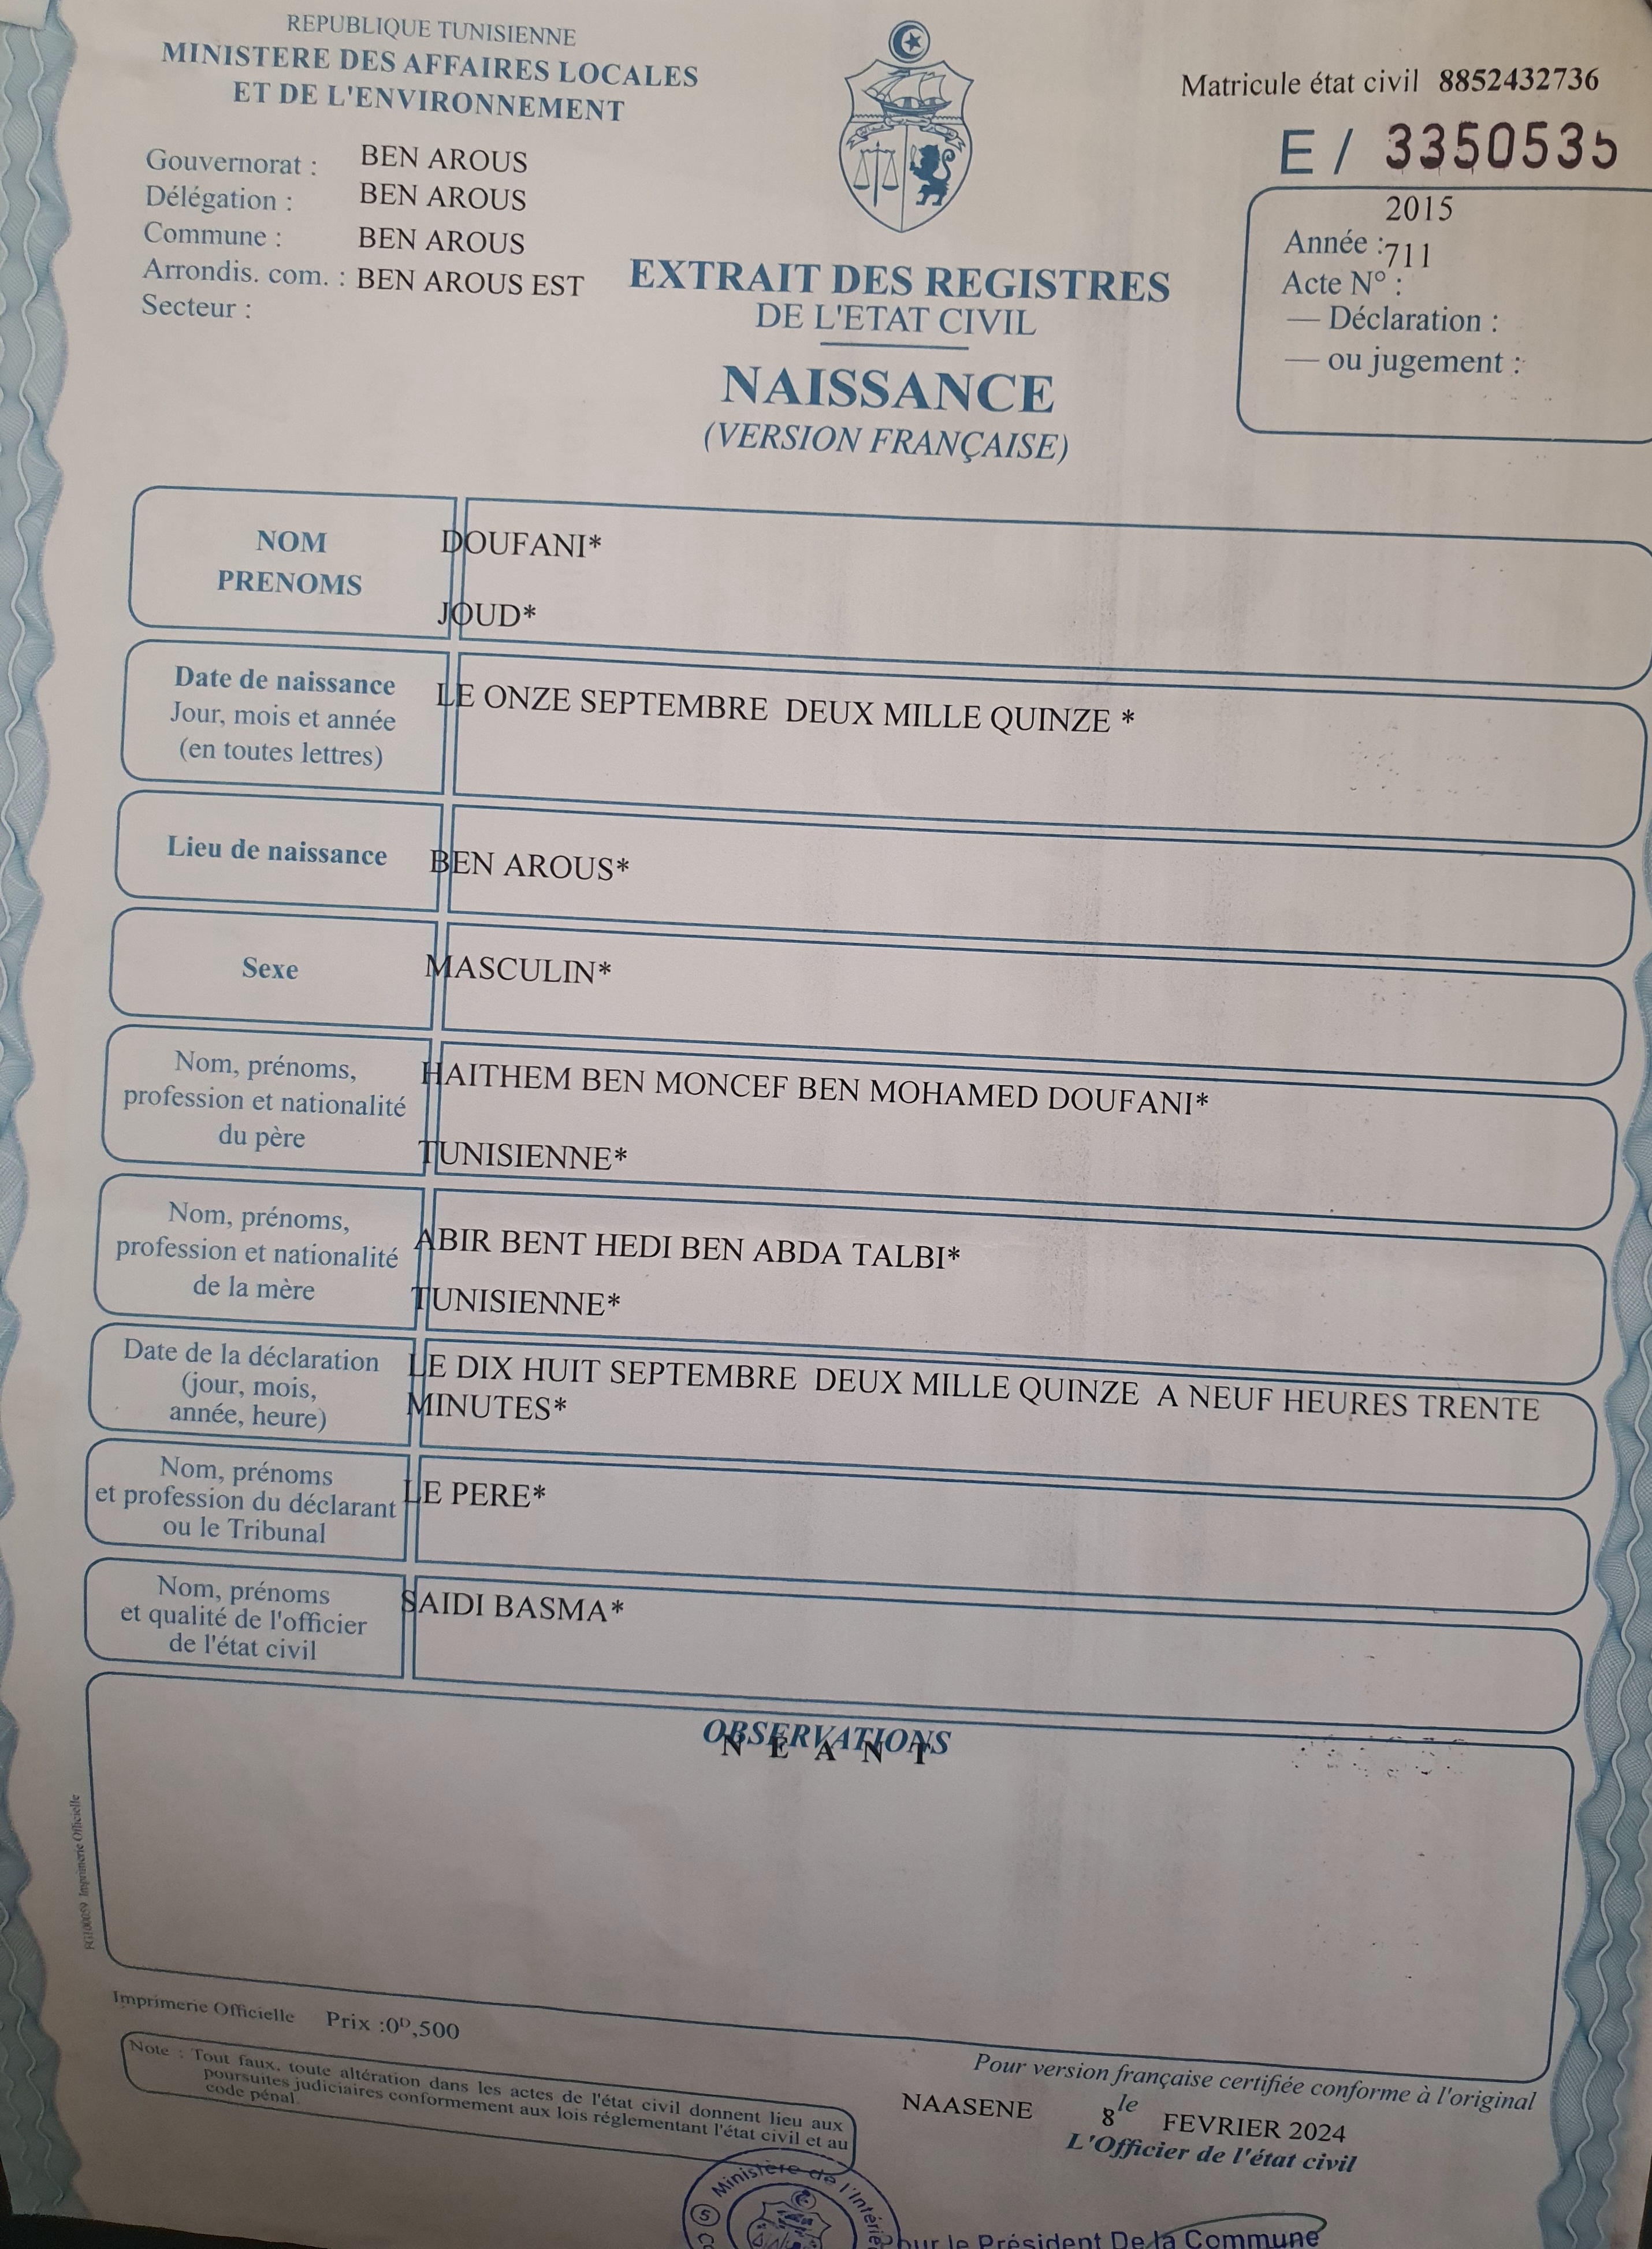 REPUBLIQUE TUNISIENNE
MINISTERE DES AFFAIRES LOCALES
ET DE L'ENVIRONNEMENT
Gouvernorat : BEN AROUS
Délégation : BEN AROUS
Commune : BEN AROUS
Arrondis. com. : BEN AROUS EST
Secteur :
Matricule état civil 8852432736
E / 3350535
2015
Année :
711
Acte N° :
— Déclaration :
— ou jugement :
EXTRAIT DES REGISTRES
DE L'ETAT CIVIL
NAISSANCE
(VERSION FRANÇAISE)
NOM
PRENOMS
DOUFANI*
JOUD*
Date de naissance
Jour, mois et année
(en toutes lettres)
LE ONZE SEPTEMBRE DEUX MILLE QUINZE *
Lieu de naissance
BEN AROUS*
Sexe
MASCULIN*
Nom, prénoms,
profession et nationalité
du père
HAITHEM BEN MONCEF BEN MOHAMED DOUFANI*
TUNISIENNE*
Nom, prénoms,
profession et nationalité
de la mère
ABIR BENT HEDI BEN ABDA TALBI*
TUNISIENNE*
Date de la déclaration
(jour, mois,
année, heure)
LE DIX HUIT SEPTEMBRE DEUX MILLE QUINZE A NEUF HEURES TRENTE
MINUTES*
Nom, prénoms
et profession du déclarant
ou le Tribunal
LE PERE*
Nom, prénoms
et qualité de l'officier
de l'état civil
SAIDI BASMA*
OBSERVATIONS
N E A N T
Imprimerie Officielle
Imprimerie Officielle Prix :0ᴰ,500
Note : Tout faux, toute altération dans les actes de l'état civil donnent lieu aux
poursuites judiciaires conformement aux lois réglementant l'état civil et au
code pénal.
Pour version française certifiée conforme à l'original
NAASENE le 8 FEVRIER 2024
L'Officier de l'état civil
Ministère de l'Intérie
our le Président De la Commune